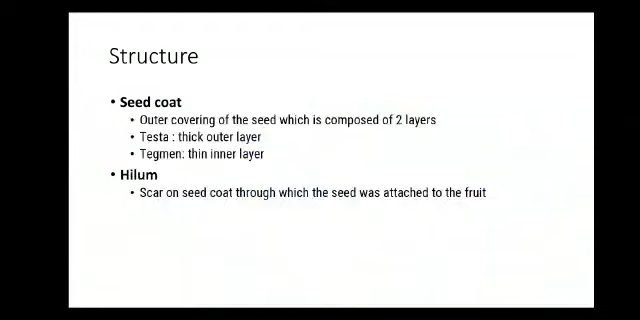 Structure
• Seed coat
• Outer covering of the seed which is composed of 2 layers
• Testa : thick outer layer
• Tegmen: thin inner layer
• Hilum
• Scar on seed coat through which the seed was attached to the fruit